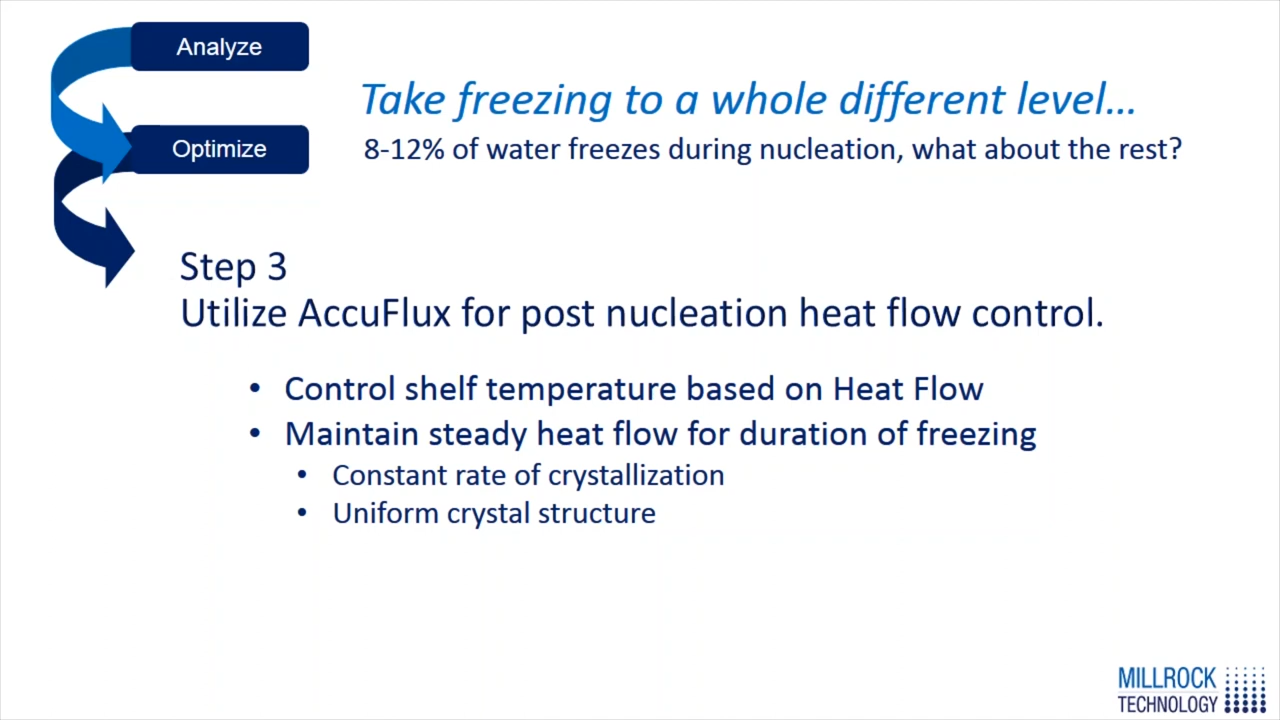 Analyze
Take freezing to a whole different level...
Optimize
8-12% of water freezes during nucleation, what about the rest?
Step 3
Utilize AccuFlux for post nucleation heat flow control.
• Control shelf temperature based on Heat Flow
• Maintain steady heat flow for duration of freezing
• Constant rate of crystallization
• Uniform crystal structure
MILLROCK
TECHNOLOGY